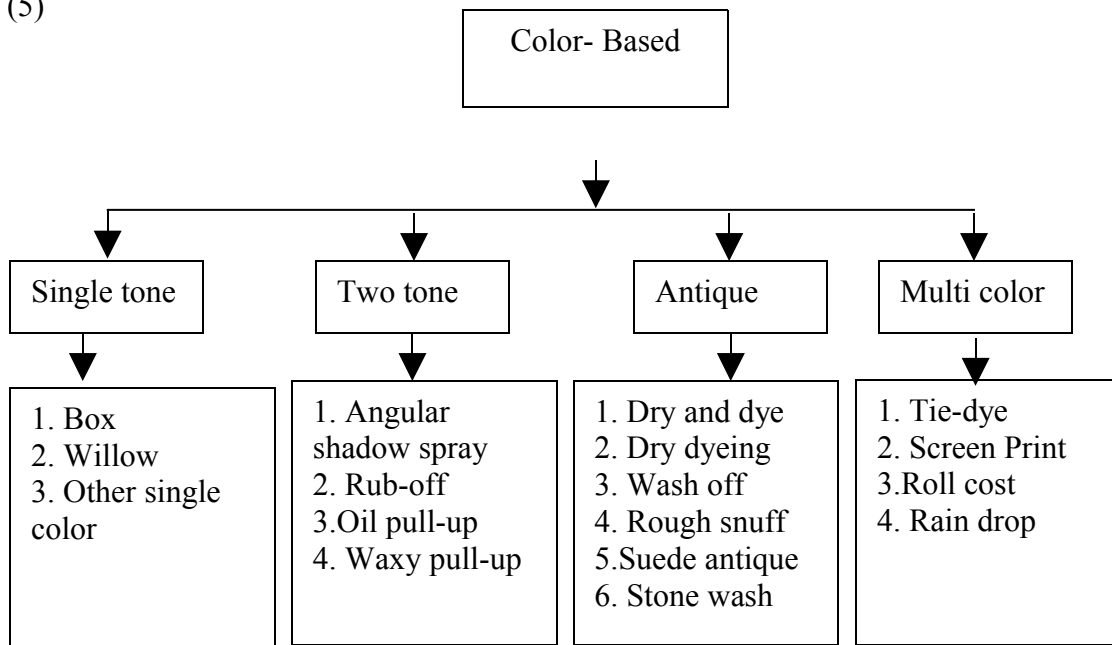 (5)
Color- Based
Single tone
Two tone
Antique
Multi color
1. Box
2. Willow
3. Other single
color
1. Angular
shadow spray
2. Rub-off
3.Oil pull-up
4. Waxy pull-up
1. Dry and dye
2. Dry dyeing
3. Wash off
4. Rough snuff
5.Suede antique
6. Stone wash
1. Tie-dye
2. Screen Print
3.Roll cost
4. Rain drop